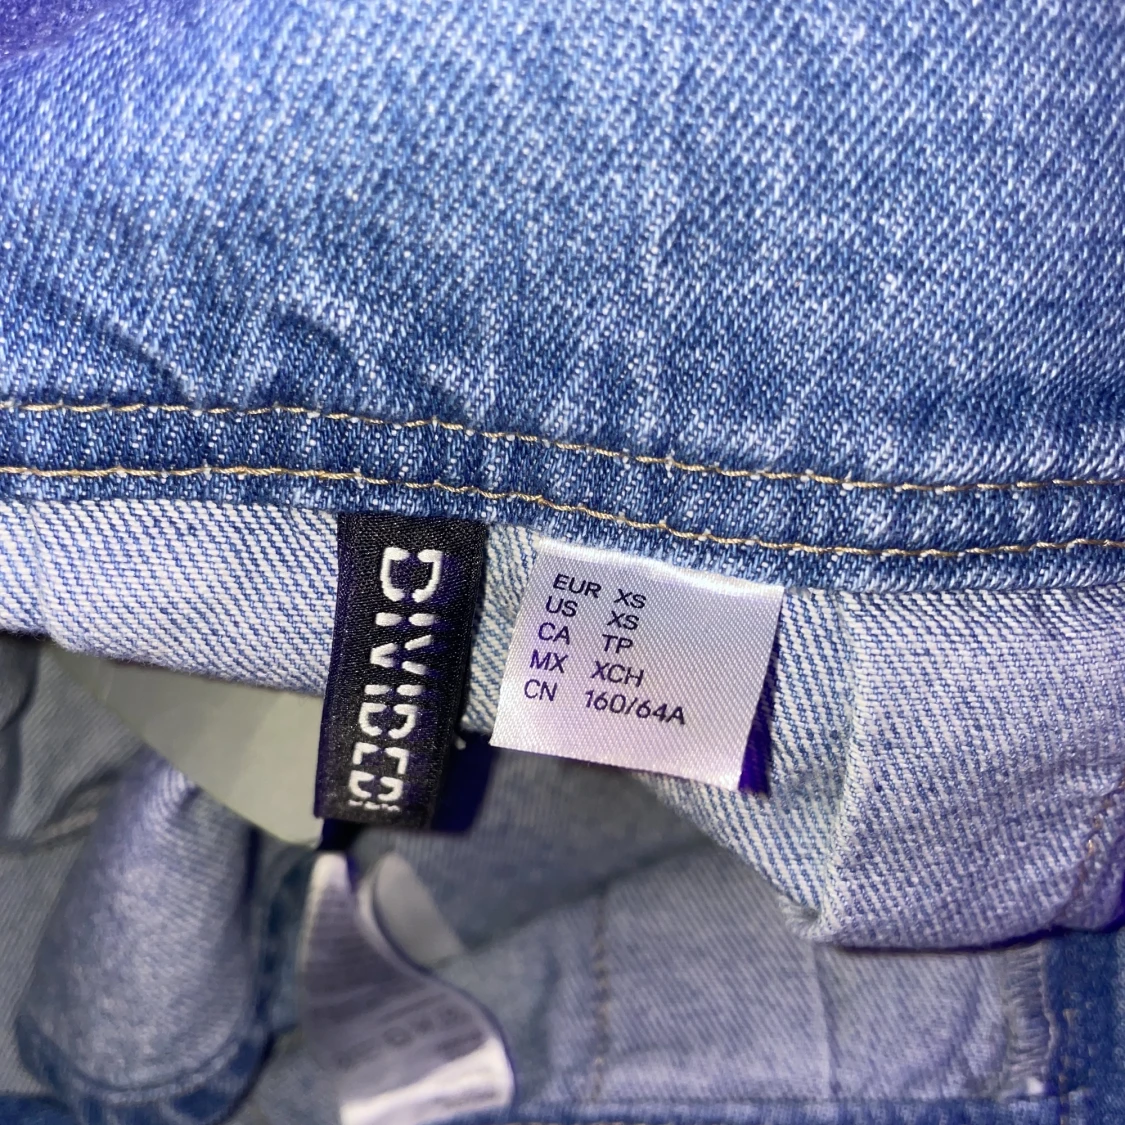 DIVIDED
EUR XS
US XS
CA TP
MX XCH
CN 160/64A